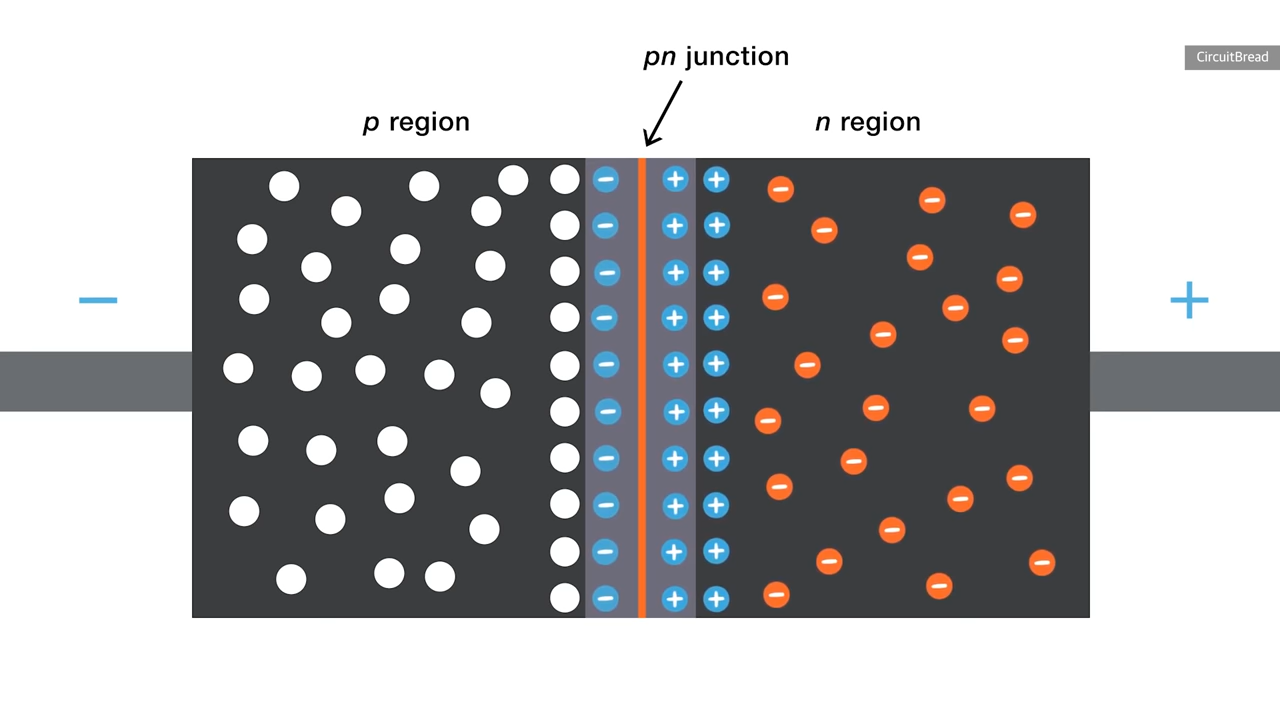 pn junction
CircuitBread
p region
n region
−
+